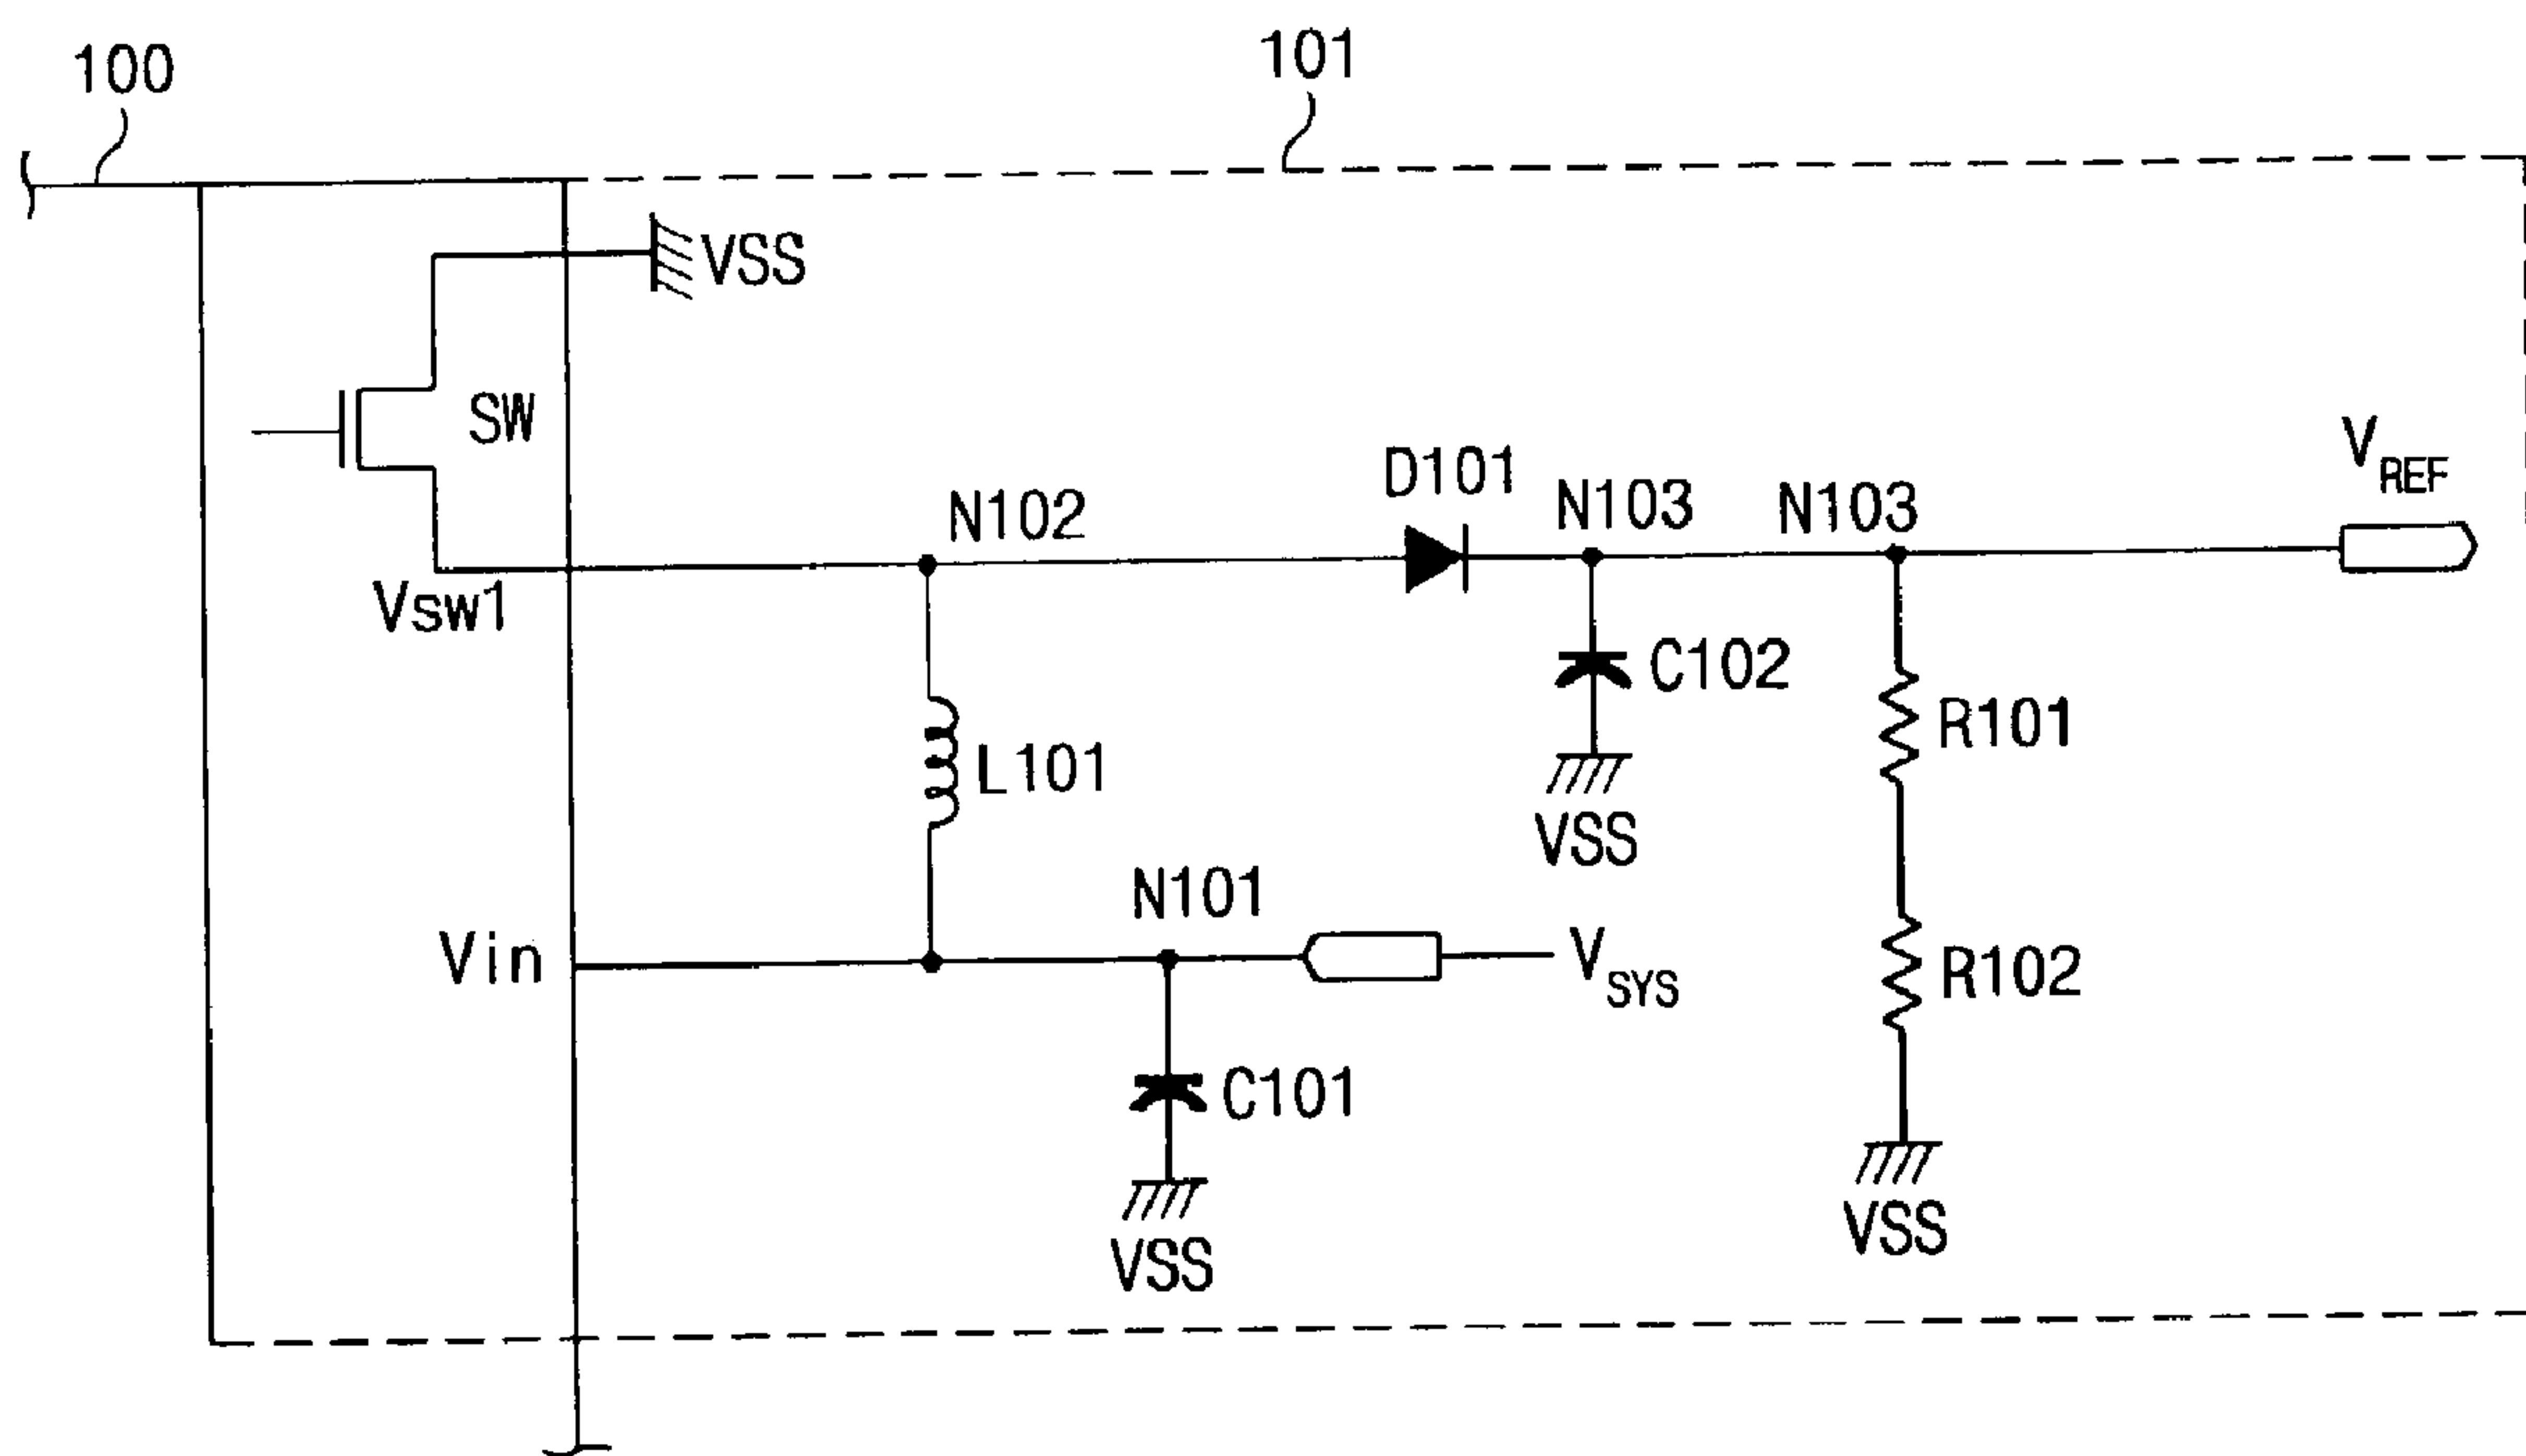 100
101
VSS
SW
Vsw1
N102
D101
N103
N103
VREF
C102
VSS
R101
L101
N101
Vin
VSYS
R102
C101
VSS
VSS